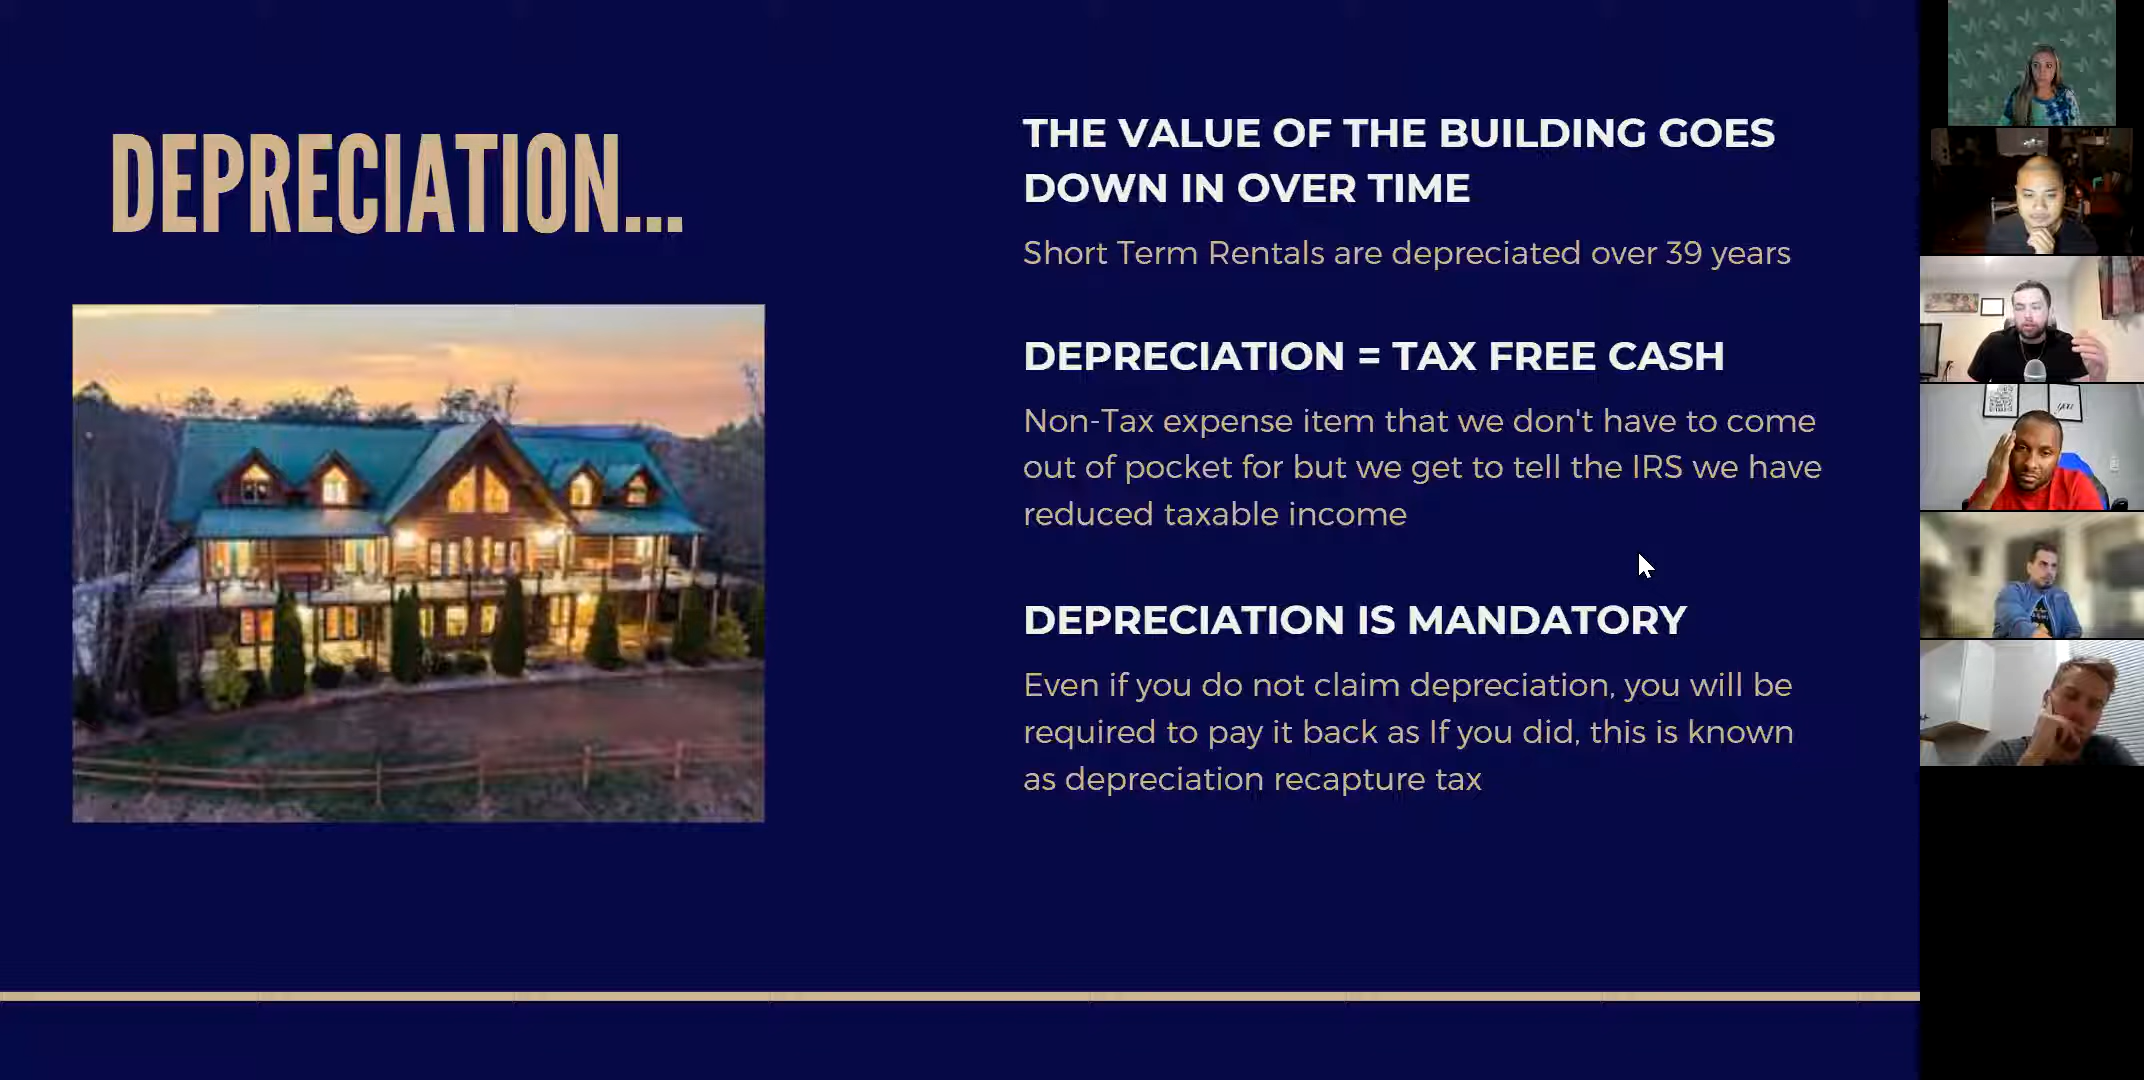 DEPRECIATION...
THE VALUE OF THE BUILDING GOES
DOWN IN OVER TIME
Short Term Rentals are depreciated over 39 years
DEPRECIATION = TAX FREE CASH
Non-Tax expense item that we don't have to come
out of pocket for but we get to tell the IRS we have
reduced taxable income
DEPRECIATION IS MANDATORY
Even if you do not claim depreciation, you will be
required to pay it back as If you did, this is known
as depreciation recapture tax